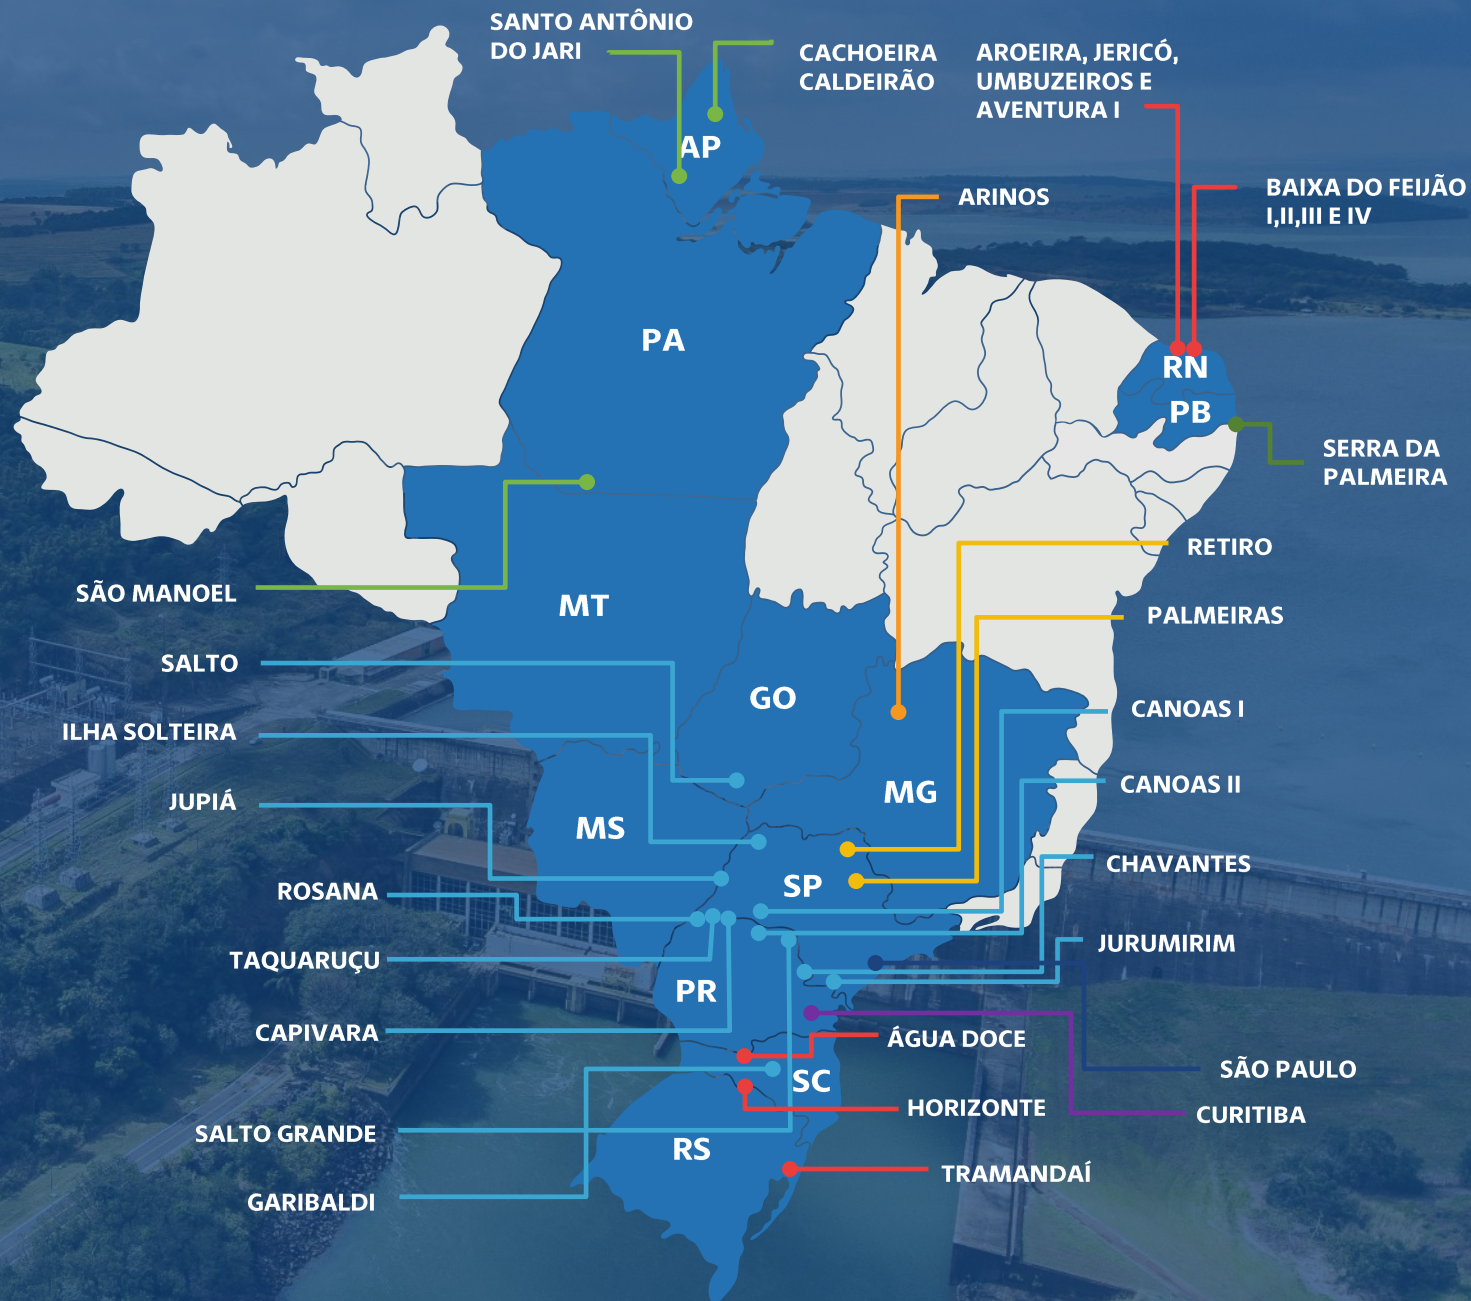 SANTO ANTÔNIO
DO JARI
CACHOEIRA
CALDEIRÃO
AROEIRA, JERICÓ,
UMBUZEIROS E
AVENTURA I
AP
ARINOS
BAIXA DO FEIJÃO
I,II,III E IV
PA
RN
PB
SERRA DA
PALMEIRA
RETIRO
SÃO MANOEL
MT
PALMEIRAS
SALTO
GO
CANOAS I
ILHA SOLTEIRA
MG
CANOAS II
JUPIÁ
MS
CHAVANTES
ROSANA
SP
JURUMIRIM
TAQUARUÇU
PR
CAPIVARA
ÁGUA DOCE
SÃO PAULO
SC
HORIZONTE
CURITIBA
SALTO GRANDE
RS
TRAMANDAÍ
GARIBALDI